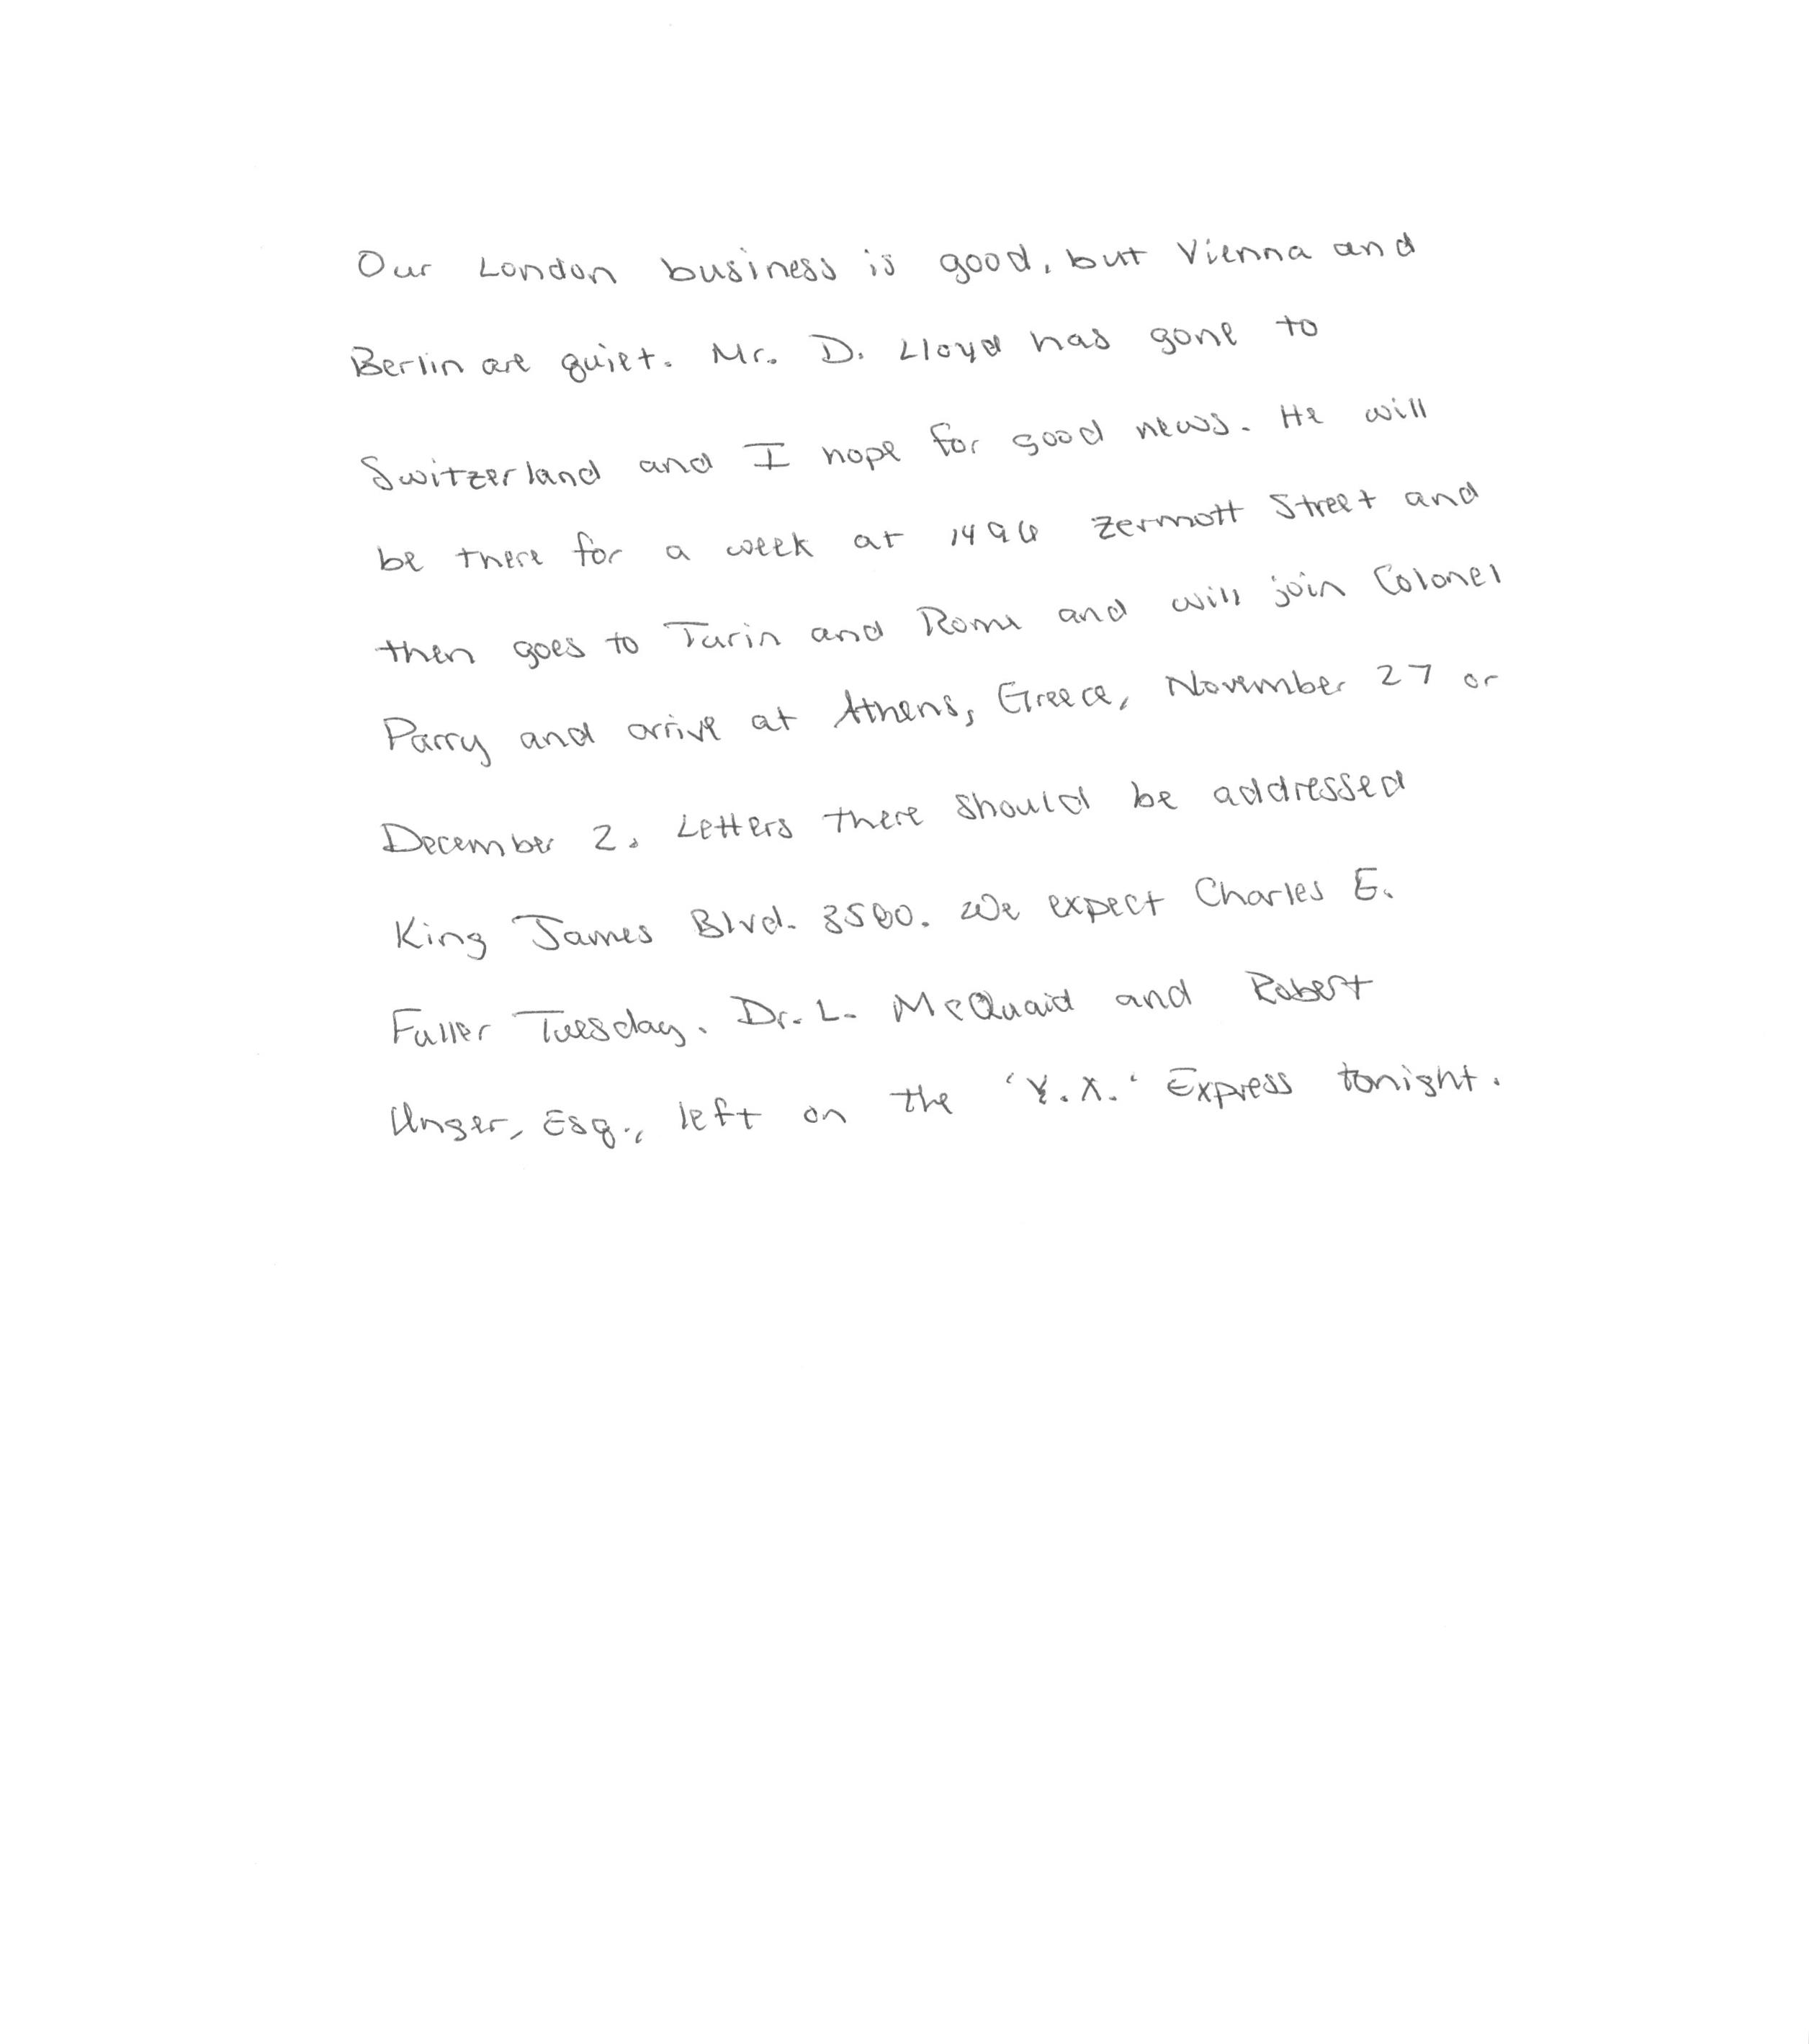 Our London business is good, but Vienna and
Berlin are quiet. Mr. D. Lloyd has gone to
Switzerland and I hope for good news. He will
be there for a week at 1496 Zermott Street and
then goes to Turin and Rome and will join Colonel
Parry and arrive at Athens, Greece, November 27 or
December 2. Letters there should be addressed
King James Blvd. 3580. We expect Charles E.
Fuller Tuesday. Dr. L. McQuaid and Robert
Unger, Esq., left on the 'Y.X.' Express tonight.